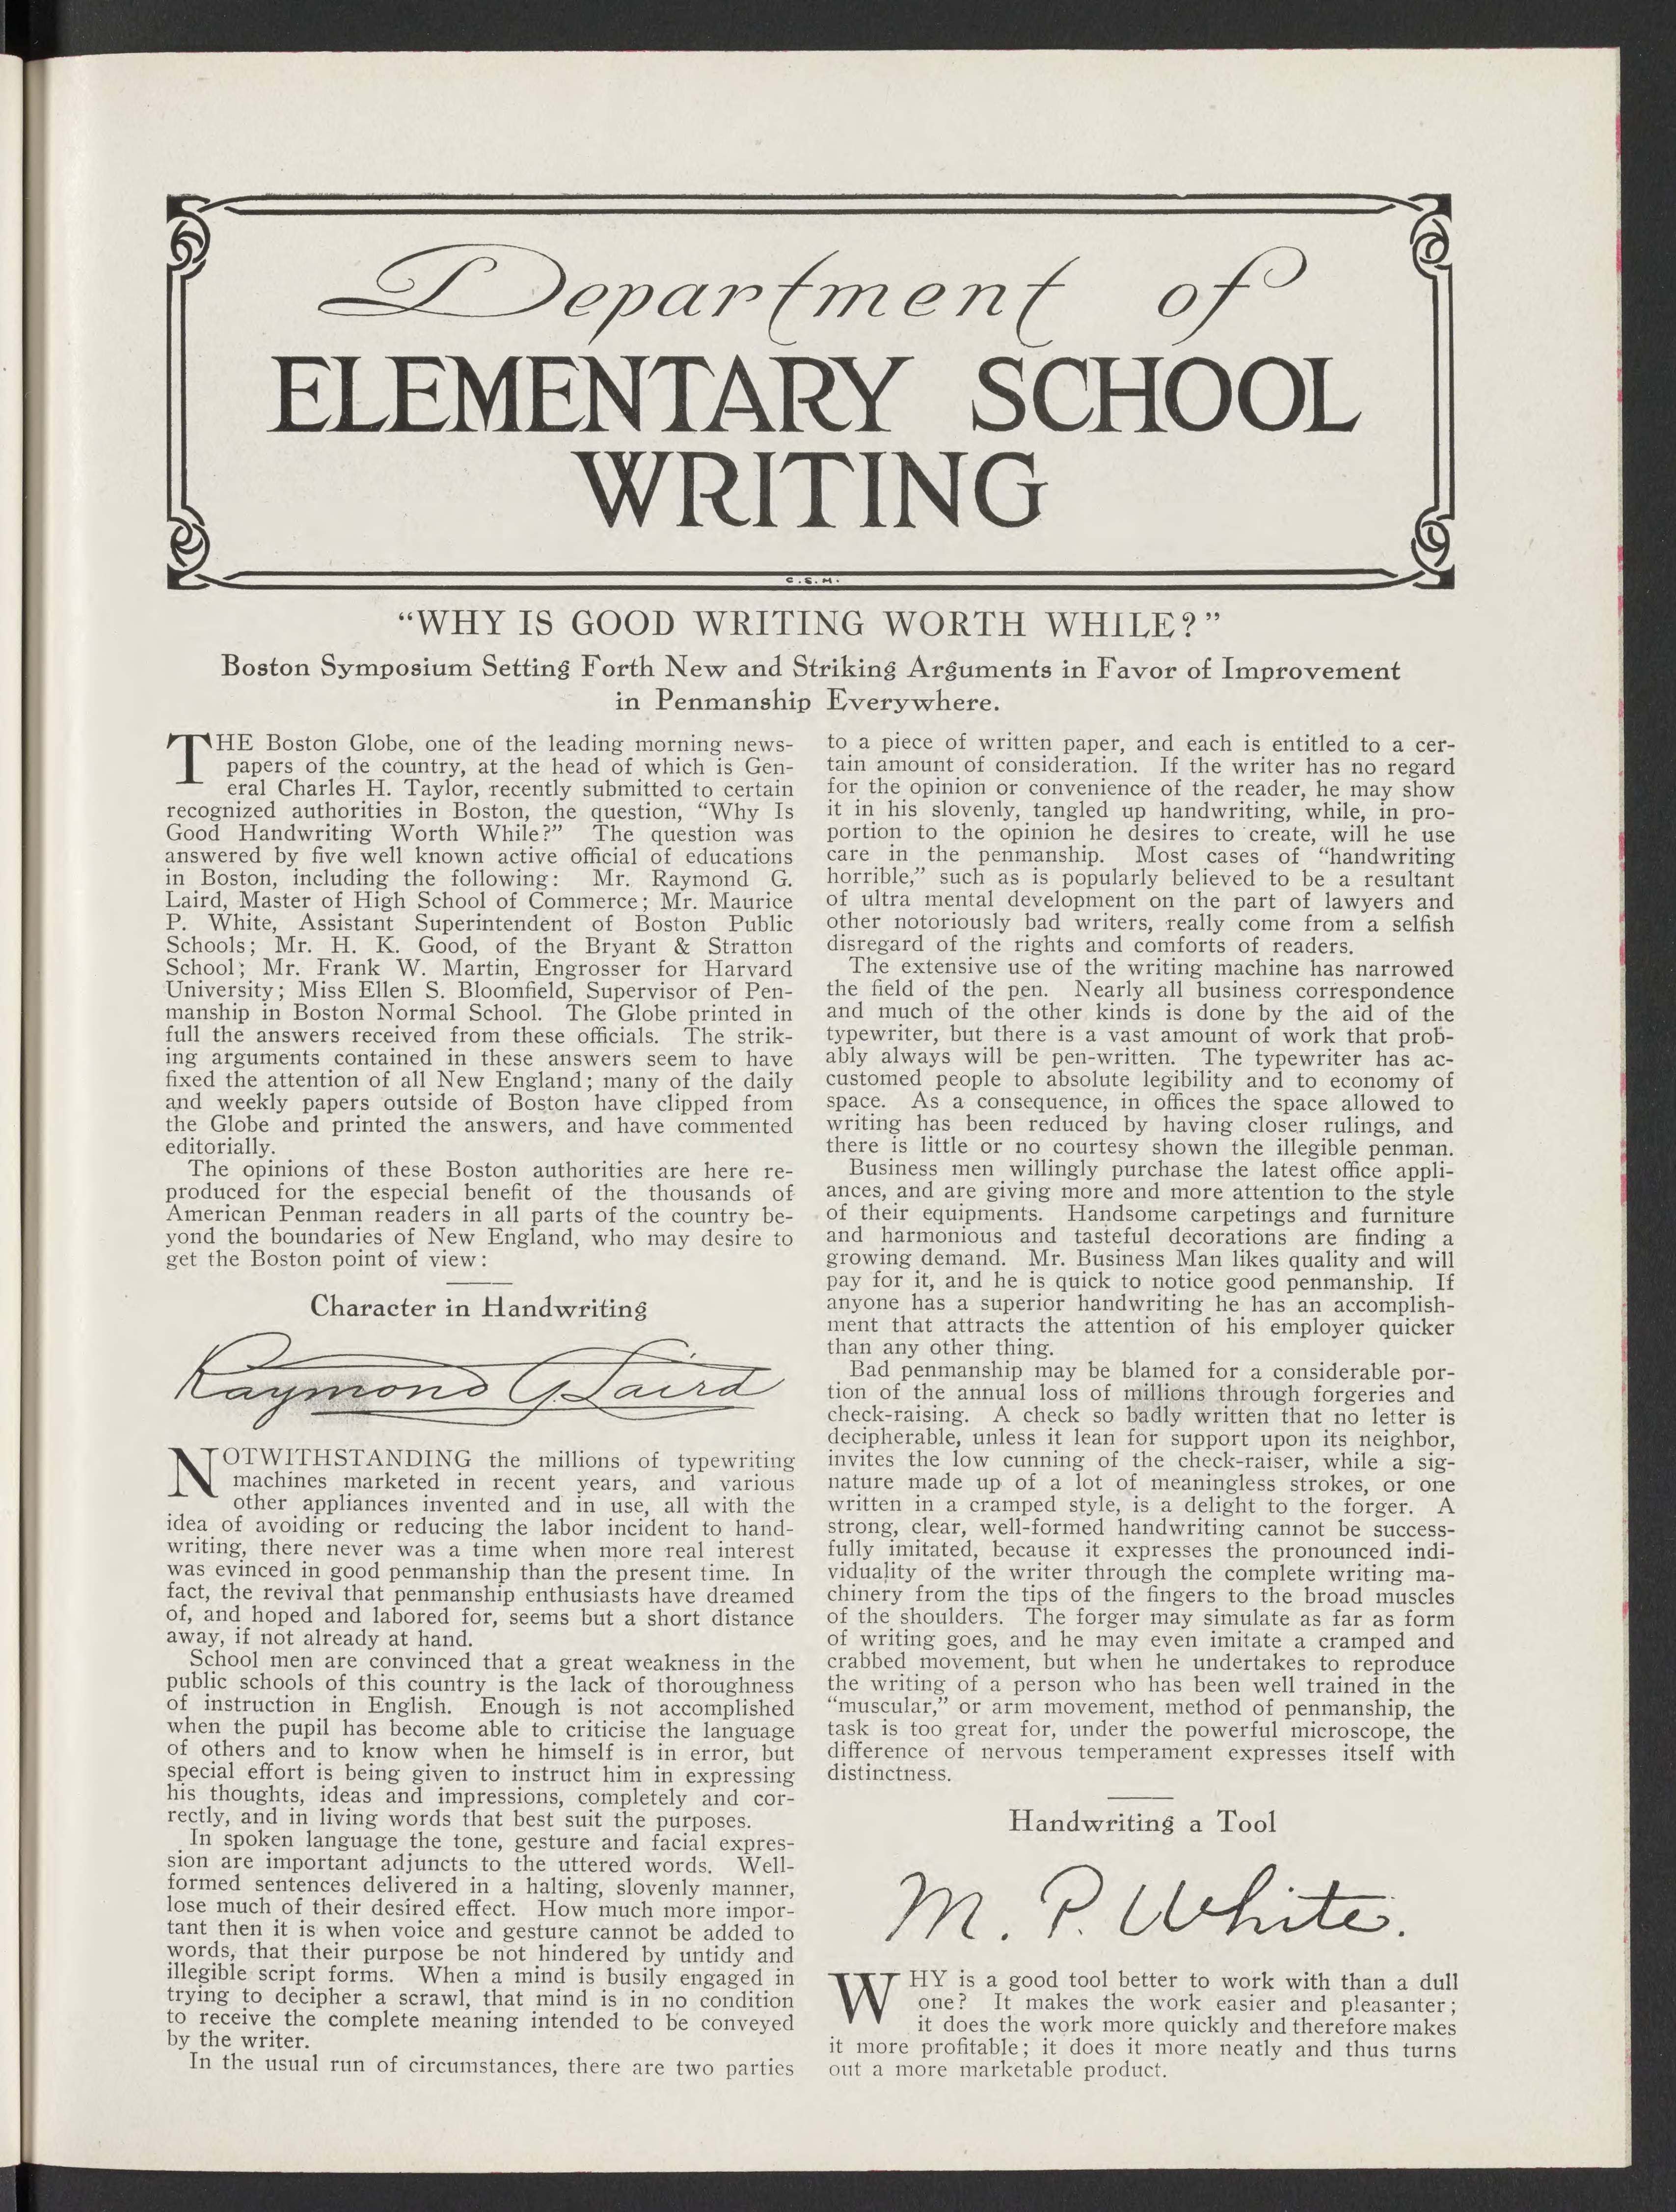 Department of
ELEMENTARY SCHOOL
WRITING
C.S.M.
“WHY IS GOOD WRITING WORTH WHILE?”
Boston Symposium Setting Forth New and Striking Arguments in Favor of Improvement
in Penmanship Everywhere.
THE Boston Globe, one of the leading morning news-
papers of the country, at the head of which is Gen-
eral Charles H. Taylor, recently submitted to certain
recognized authorities in Boston, the question, “Why Is
Good Handwriting Worth While?” The question was
answered by five well known active official of educations
in Boston, including the following: Mr. Raymond G.
Laird, Master of High School of Commerce; Mr. Maurice
P. White, Assistant Superintendent of Boston Public
Schools; Mr. H. K. Good, of the Bryant & Stratton
School; Mr. Frank W. Martin, Engrosser for Harvard
University; Miss Ellen S. Bloomfield, Supervisor of Pen-
manship in Boston Normal School. The Globe printed in
full the answers received from these officials. The strik-
ing arguments contained in these answers seem to have
fixed the attention of all New England; many of the daily
and weekly papers outside of Boston have clipped from
the Globe and printed the answers, and have commented
editorially.
The opinions of these Boston authorities are here re-
produced for the especial benefit of the thousands of
American Penman readers in all parts of the country be-
yond the boundaries of New England, who may desire to
get the Boston point of view:
Character in Handwriting
Raymond G. Laird
NOTWITHSTANDING the millions of typewriting
machines marketed in recent years, and various
other appliances invented and in use, all with the
idea of avoiding or reducing the labor incident to hand-
writing, there never was a time when more real interest
was evinced in good penmanship than the present time. In
fact, the revival that penmanship enthusiasts have dreamed
of, and hoped and labored for, seems but a short distance
away, if not already at hand.
School men are convinced that a great weakness in the
public schools of this country is the lack of thoroughness
of instruction in English. Enough is not accomplished
when the pupil has become able to criticise the language
of others and to know when he himself is in error, but
special effort is being given to instruct him in expressing
his thoughts, ideas and impressions, completely and cor-
rectly, and in living words that best suit the purposes.
In spoken language the tone, gesture and facial expres-
sion are important adjuncts to the uttered words. Well-
formed sentences delivered in a halting, slovenly manner,
lose much of their desired effect. How much more impor-
tant then it is when voice and gesture cannot be added to
words, that their purpose be not hindered by untidy and
illegible script forms. When a mind is busily engaged in
trying to decipher a scrawl, that mind is in no condition
to receive the complete meaning intended to be conveyed
by the writer.
In the usual run of circumstances, there are two parties
to a piece of written paper, and each is entitled to a cer-
tain amount of consideration. If the writer has no regard
for the opinion or convenience of the reader, he may show
it in his slovenly, tangled up handwriting, while, in pro-
portion to the opinion he desires to create, will he use
care in the penmanship. Most cases of “handwriting
horrible,” such as is popularly believed to be a resultant
of ultra mental development on the part of lawyers and
other notoriously bad writers, really come from a selfish
disregard of the rights and comforts of readers.
The extensive use of the writing machine has narrowed
the field of the pen. Nearly all business correspondence
and much of the other kinds is done by the aid of the
typewriter, but there is a vast amount of work that prob-
ably always will be pen-written. The typewriter has ac-
customed people to absolute legibility and to economy of
space. As a consequence, in offices the space allowed to
writing has been reduced by having closer rulings, and
there is little or no courtesy shown the illegible penman.
Business men willingly purchase the latest office appli-
ances, and are giving more and more attention to the style
of their equipments. Handsome carpetings and furniture
and harmonious and tasteful decorations are finding a
growing demand. Mr. Business Man likes quality and will
pay for it, and he is quick to notice good penmanship. If
anyone has a superior handwriting he has an accomplish-
ment that attracts the attention of his employer quicker
than any other thing.
Bad penmanship may be blamed for a considerable por-
tion of the annual loss of millions through forgeries and
check-raising. A check so badly written that no letter is
decipherable, unless it lean for support upon its neighbor,
invites the low cunning of the check-raiser, while a sig-
nature made up of a lot of meaningless strokes, or one
written in a cramped style, is a delight to the forger. A
strong, clear, well-formed handwriting cannot be success-
fully imitated, because it expresses the pronounced indi-
viduality of the writer through the complete writing ma-
chinery from the tips of the fingers to the broad muscles
of the shoulders. The forger may simulate as far as form
of writing goes, and he may even imitate a cramped and
crabbed movement, but when he undertakes to reproduce
the writing of a person who has been well trained in the
“muscular,” or arm movement, method of penmanship, the
task is too great for, under the powerful microscope, the
difference of nervous temperament expresses itself with
distinctness.
Handwriting a Tool
M. P. White.
WHY is a good tool better to work with than a dull
one? It makes the work easier and pleasanter;
it does the work more quickly and therefore makes
it more profitable; it does it more neatly and thus turns
out a more marketable product.